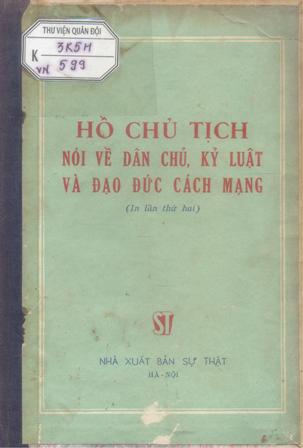 THƯ VIỆN QUÂN ĐỘI
K 3K5M
VN 599
HỒ CHỦ TỊCH
NÓI VỀ DÂN CHỦ, KỶ LUẬT
VÀ ĐẠO ĐỨC CÁCH MẠNG
(In lần thứ hai)
ST
NHÀ XUẤT BẢN SỰ THẬT
HÀ-NỘI